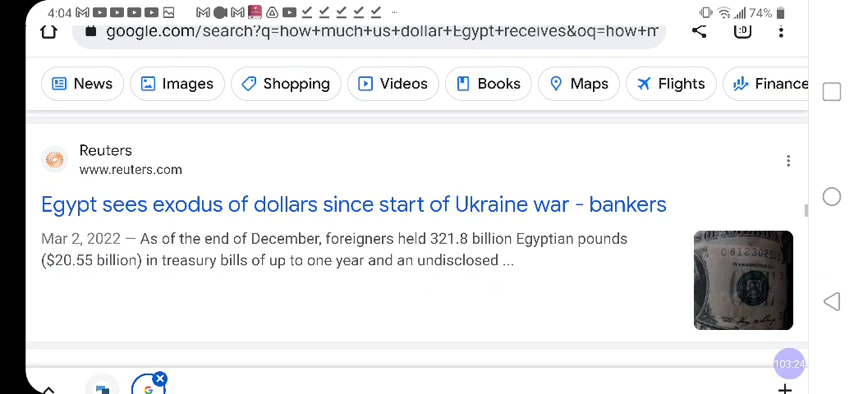 4:04 74%
google.com/search?q=how+much+us+dollar+Egypt+receives&oq=how+m :D
News Images Shopping Videos Books Maps Flights Finance
Reuters
www.reuters.com
Egypt sees exodus of dollars since start of Ukraine war - bankers
Mar 2, 2022 — As of the end of December, foreigners held 321.8 billion Egyptian pounds
($20.55 billion) in treasury bills of up to one year and an undisclosed ...
103:24